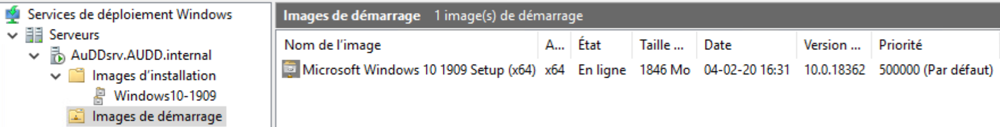 Services de déploiement Windows
Serveurs
AuDDsrv.AUDD.internal
Images d'installation
Windows10-1909
Images de démarrage
Images de démarrage 1 image(s) de démarrage
Nom de l'image A... État Taille ... Date Version ... Priorité
Microsoft Windows 10 1909 Setup (x64) x64 En ligne 1846 Mo 04-02-20 16:31 10.0.18362 500000 (Par défaut)